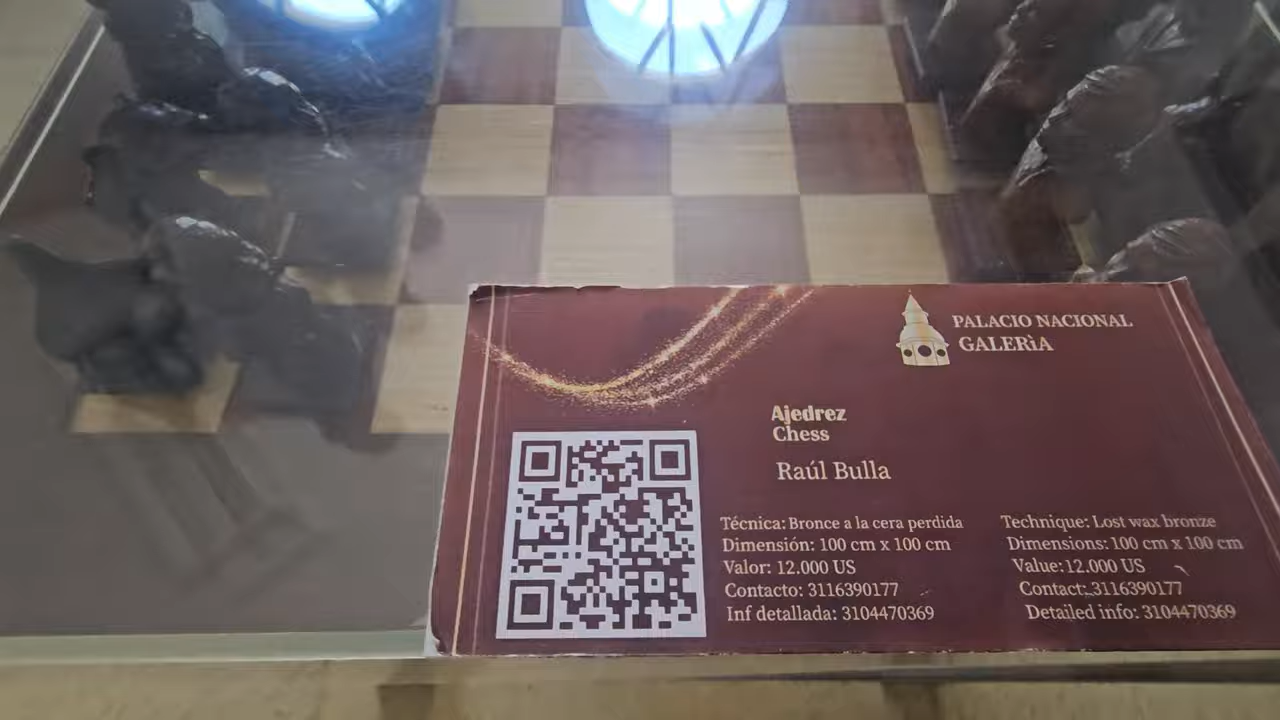 PALACIO NACIONAL
GALERìA
Ajedrez
Chess
Raúl Bulla
Técnica: Bronce a la cera perdida
Dimensión: 100 cm x 100 cm
Valor: 12.000 US
Contacto: 3116390177
Inf detallada: 3104470369
Technique: Lost wax bronze
Dimensions: 100 cm x 100 cm
Value:12.000 US
Contact: 3116390177
Detailed info: 3104470369